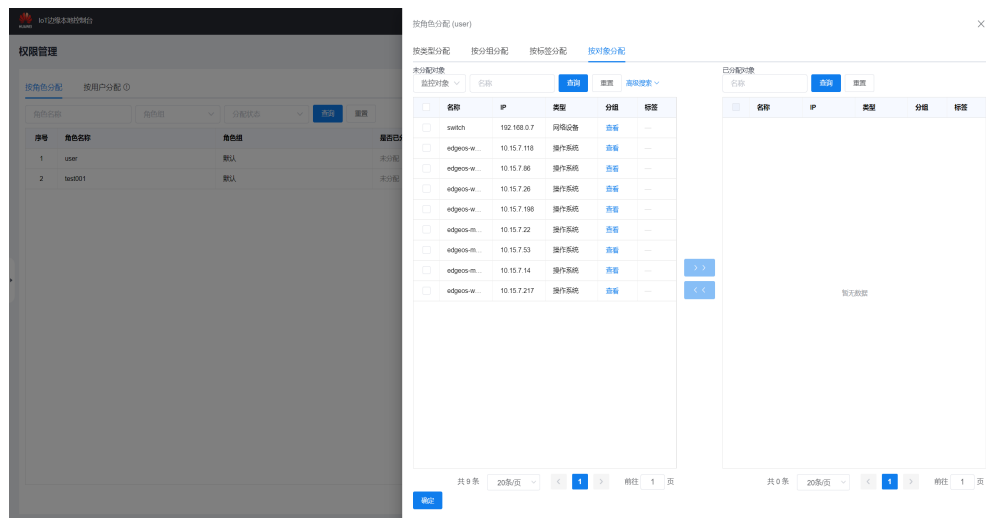 HUAWEI IoT边缘本地控制台
权限管理
按角色分配 按用户分配
角色名称 角色组 分配状态 查询 重置
序号 角色名称 角色组 是否已分
1 user 默认 未分配
2 test001 默认 未分配
按角色分配 (user)
按类型分配 按分组分配 按标签分配 按对象分配
未分配对象
监控对象 名称 查询 重置 高级搜索
名称 IP 类型 分组 标签
switch 192.168.0.7 网络设备 查看 —
edgeos-w... 10.15.7.118 操作系统 查看 —
edgeos-w... 10.15.7.86 操作系统 查看 —
edgeos-w... 10.15.7.26 操作系统 查看 —
edgeos-w... 10.15.7.198 操作系统 查看 —
edgeos-m... 10.15.7.22 操作系统 查看 —
edgeos-m... 10.15.7.53 操作系统 查看 —
edgeos-m... 10.15.7.14 操作系统 查看 —
edgeos-w... 10.15.7.217 操作系统 查看 —
共 9 条 20条/页 1 前往 1 页
确定
已分配对象
名称 查询 重置
名称 IP 类型 分组 标签
暂无数据
共 0 条 20条/页 1 前往 1 页